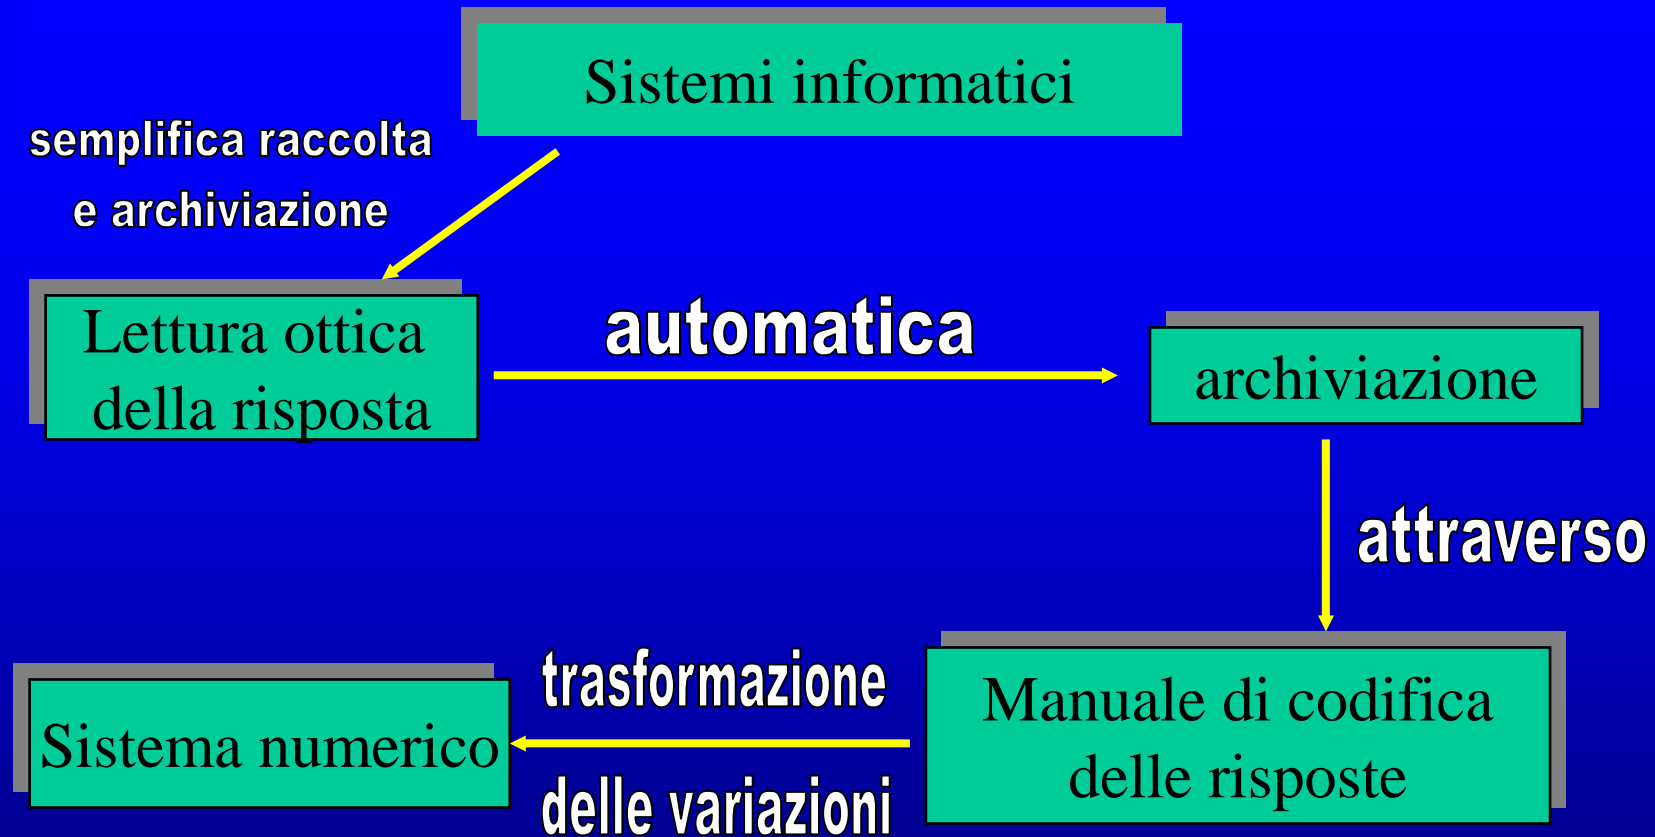 Sistemi informatici
semplifica raccolta
e archiviazione
Lettura ottica
della risposta
automatica
archiviazione
attraverso
Manuale di codifica
delle risposte
trasformazione
delle variazioni
Sistema numerico